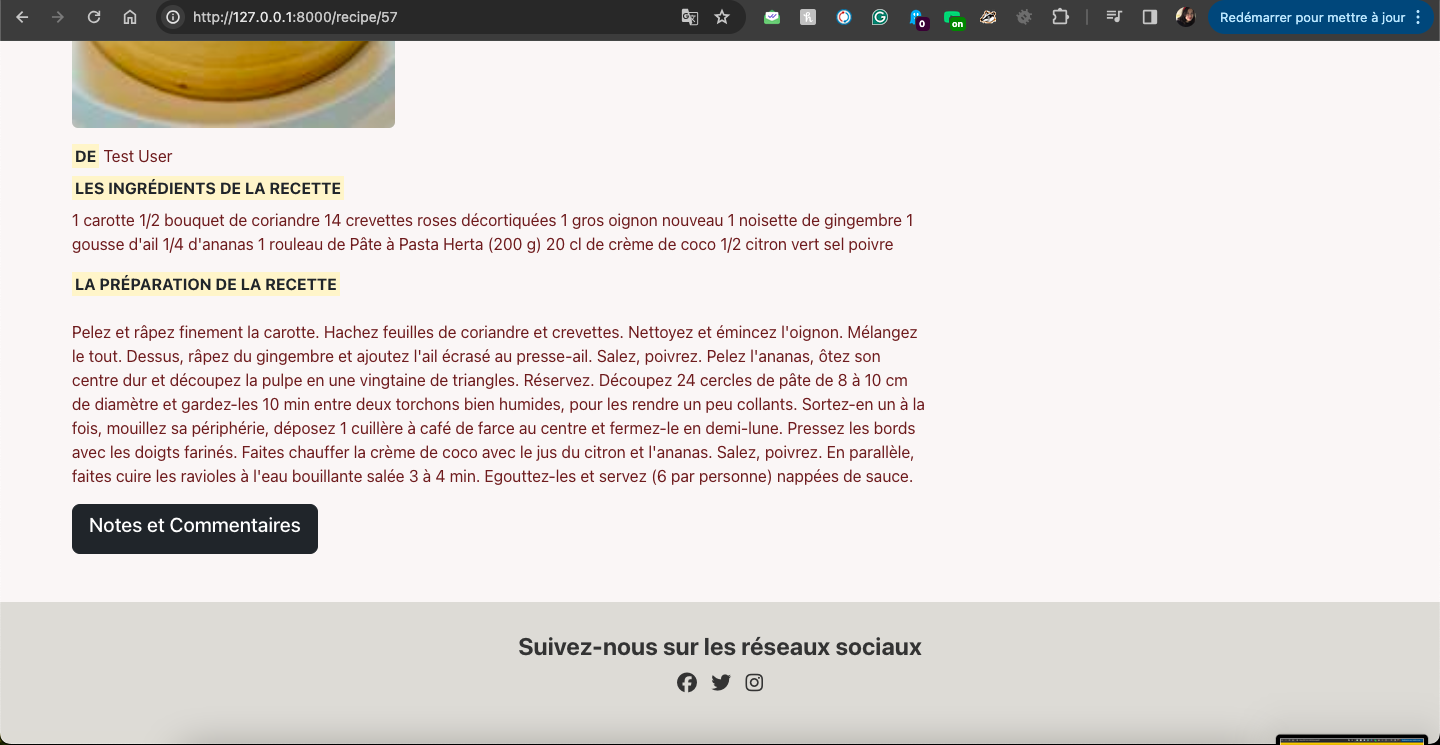 http://127.0.0.1:8000/recipe/57
0
on
Redémarrer pour mettre à jour
DE Test User
LES INGRÉDIENTS DE LA RECETTE
1 carotte 1/2 bouquet de coriandre 14 crevettes roses décortiquées 1 gros oignon nouveau 1 noisette de gingembre 1
gousse d'ail 1/4 d'ananas 1 rouleau de Pâte à Pasta Herta (200 g) 20 cl de crème de coco 1/2 citron vert sel poivre
LA PRÉPARATION DE LA RECETTE
Pelez et râpez finement la carotte. Hachez feuilles de coriandre et crevettes. Nettoyez et émincez l'oignon. Mélangez
le tout. Dessus, râpez du gingembre et ajoutez l'ail écrasé au presse-ail. Salez, poivrez. Pelez l'ananas, ôtez son
centre dur et découpez la pulpe en une vingtaine de triangles. Réservez. Découpez 24 cercles de pâte de 8 à 10 cm
de diamètre et gardez-les 10 min entre deux torchons bien humides, pour les rendre un peu collants. Sortez-en un à la
fois, mouillez sa périphérie, déposez 1 cuillère à café de farce au centre et fermez-le en demi-lune. Pressez les bords
avec les doigts farinés. Faites chauffer la crème de coco avec le jus du citron et l'ananas. Salez, poivrez. En parallèle,
faites cuire les ravioles à l'eau bouillante salée 3 à 4 min. Egouttez-les et servez (6 par personne) nappées de sauce.
Notes et Commentaires
Suivez-nous sur les réseaux sociaux